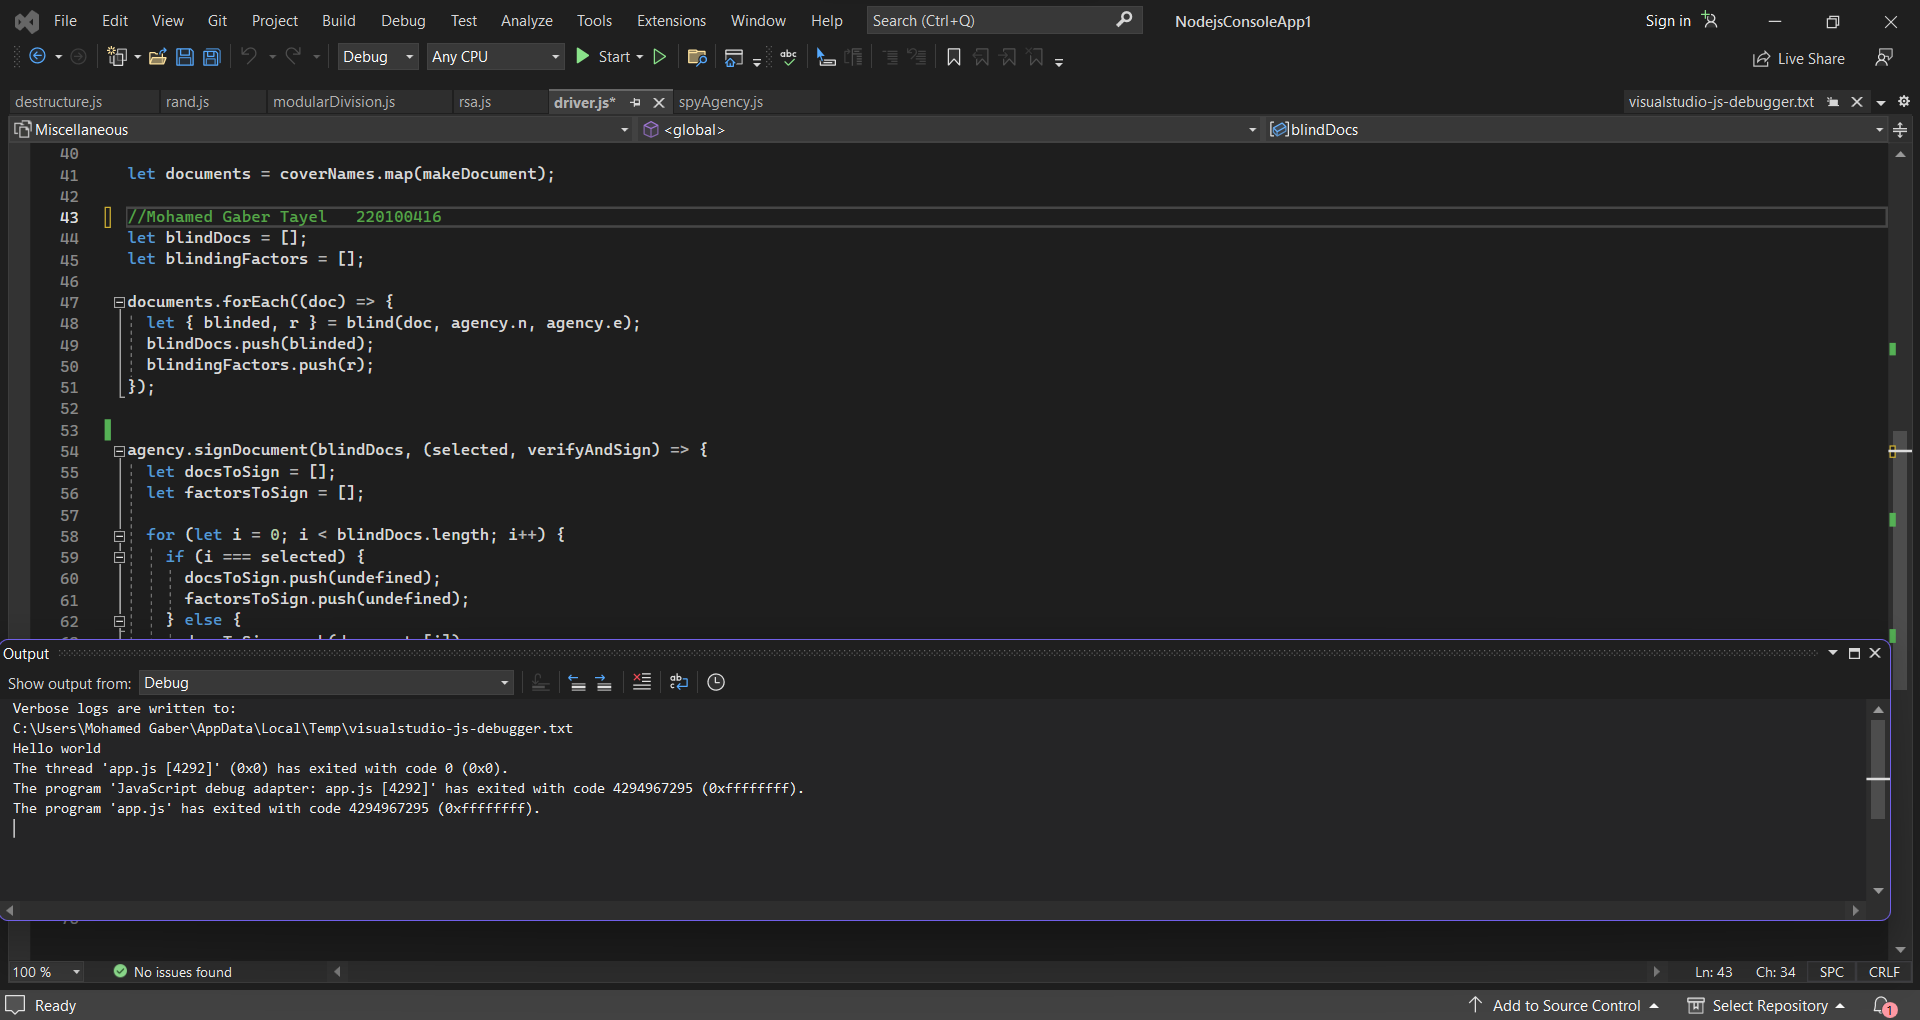 File Edit View Git Project Build Debug Test Analyze Tools Extensions Window Help Search (Ctrl+Q) NodejsConsoleApp1 Sign in
Debug Any CPU Start Live Share
destructure.js rand.js modularDivision.js rsa.js driver.js* spyAgency.js visualstudio-js-debugger.txt
Miscellaneous <global> blindDocs
40
41 let documents = coverNames.map(makeDocument);
42
43 //Mohamed Gaber Tayel 220100416
44 let blindDocs = [];
45 let blindingFactors = [];
46
47 documents.forEach((doc) => {
48 let { blinded, r } = blind(doc, agency.n, agency.e);
49 blindDocs.push(blinded);
50 blindingFactors.push(r);
51 });
52
53
54 agency.signDocument(blindDocs, (selected, verifyAndSign) => {
55 let docsToSign = [];
56 let factorsToSign = [];
57
58 for (let i = 0; i < blindDocs.length; i++) {
59 if (i === selected) {
60 docsToSign.push(undefined);
61 factorsToSign.push(undefined);
62 } else {
Output
Show output from: Debug
Verbose logs are written to:
C:\Users\Mohamed Gaber\AppData\Local\Temp\visualstudio-js-debugger.txt
Hello world
The thread 'app.js [4292]' (0x0) has exited with code 0 (0x0).
The program 'JavaScript debug adapter: app.js [4292]' has exited with code 4294967295 (0xffffffff).
The program 'app.js' has exited with code 4294967295 (0xffffffff).
100 % No issues found Ln: 43 Ch: 34 SPC CRLF
Ready Add to Source Control Select Repository 1